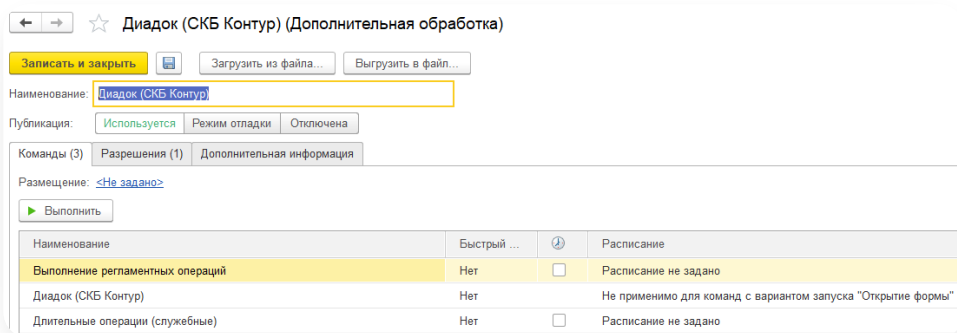 Диадок (СКБ Контур) (Дополнительная обработка)
Записать и закрыть Загрузить из файла... Выгрузить в файл...
Наименование: Диадок (СКБ Контур)
Публикация: Используется Режим отладки Отключена
Команды (3) Разрешения (1) Дополнительная информация
Размещение: <Не задано>
Выполнить
Наименование Быстрый ... Расписание
Выполнение регламентных операций Нет Расписание не задано
Диадок (СКБ Контур) Нет Не применимо для команд с вариантом запуска "Открытие формы"
Длительные операции (служебные) Нет Расписание не задано